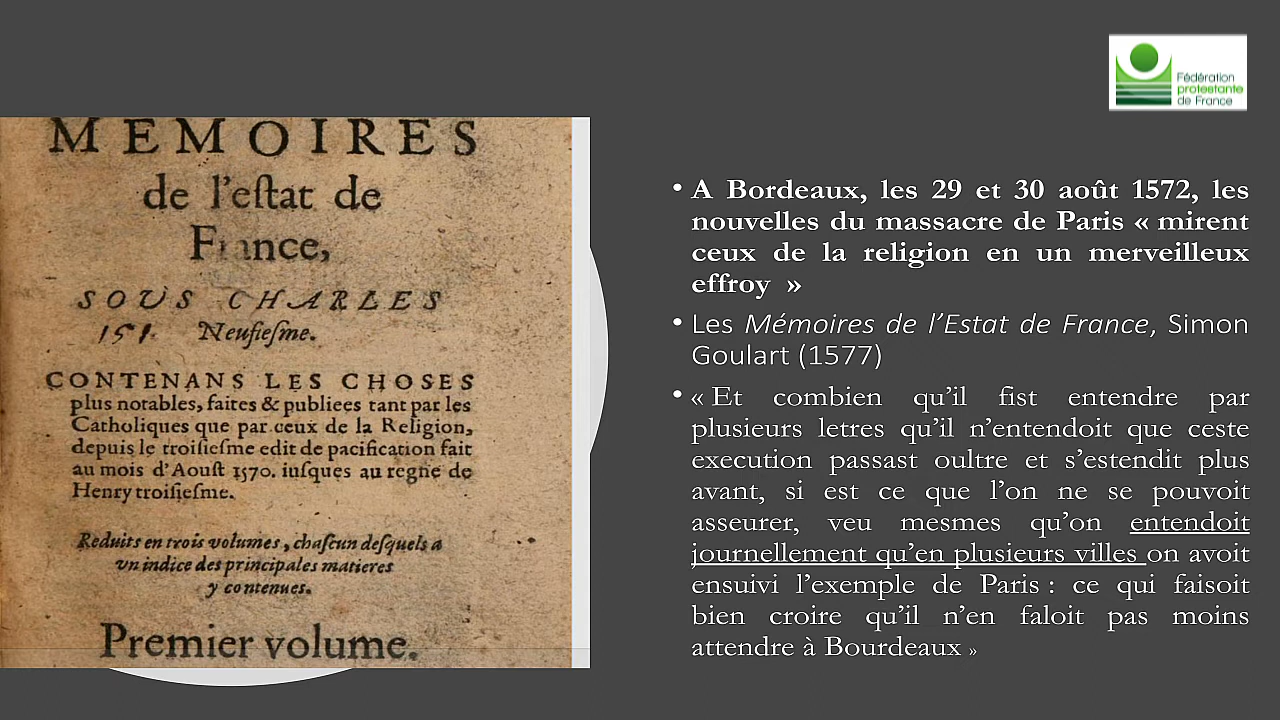 MEMOIRES
de l'eſtat de
France,
SOVS CHARLES
Neufieſme.
CONTENANS LES CHOSES
plus notables, faites & publiees tant par les
Catholiques que par ceux de la Religion,
depuis le troiſieſme edit de pacification fait
au mois d'Aouſt 1570. iuſques au regne de
Henry troiſieſme.
Reduits en trois volumes, chaſcun deſquels a
vn indice des principales matieres
y contenues.
Premier volume.
Fédération
protestante
de France
• A Bordeaux, les 29 et 30 août 1572, les
nouvelles du massacre de Paris « mirent
ceux de la religion en un merveilleux
effroy »
• Les Mémoires de l'Estat de France, Simon
Goulart (1577)
• « Et combien qu'il fist entendre par
plusieurs letres qu'il n'entendoit que ceste
execution passast oultre et s'estendit plus
avant, si est ce que l'on ne se pouvoit
asseurer, veu mesmes qu'on entendoit
journellement qu'en plusieurs villes on avoit
ensuivi l'exemple de Paris : ce qui faisoit
bien croire qu'il n'en faloit pas moins
attendre à Bourdeaux »